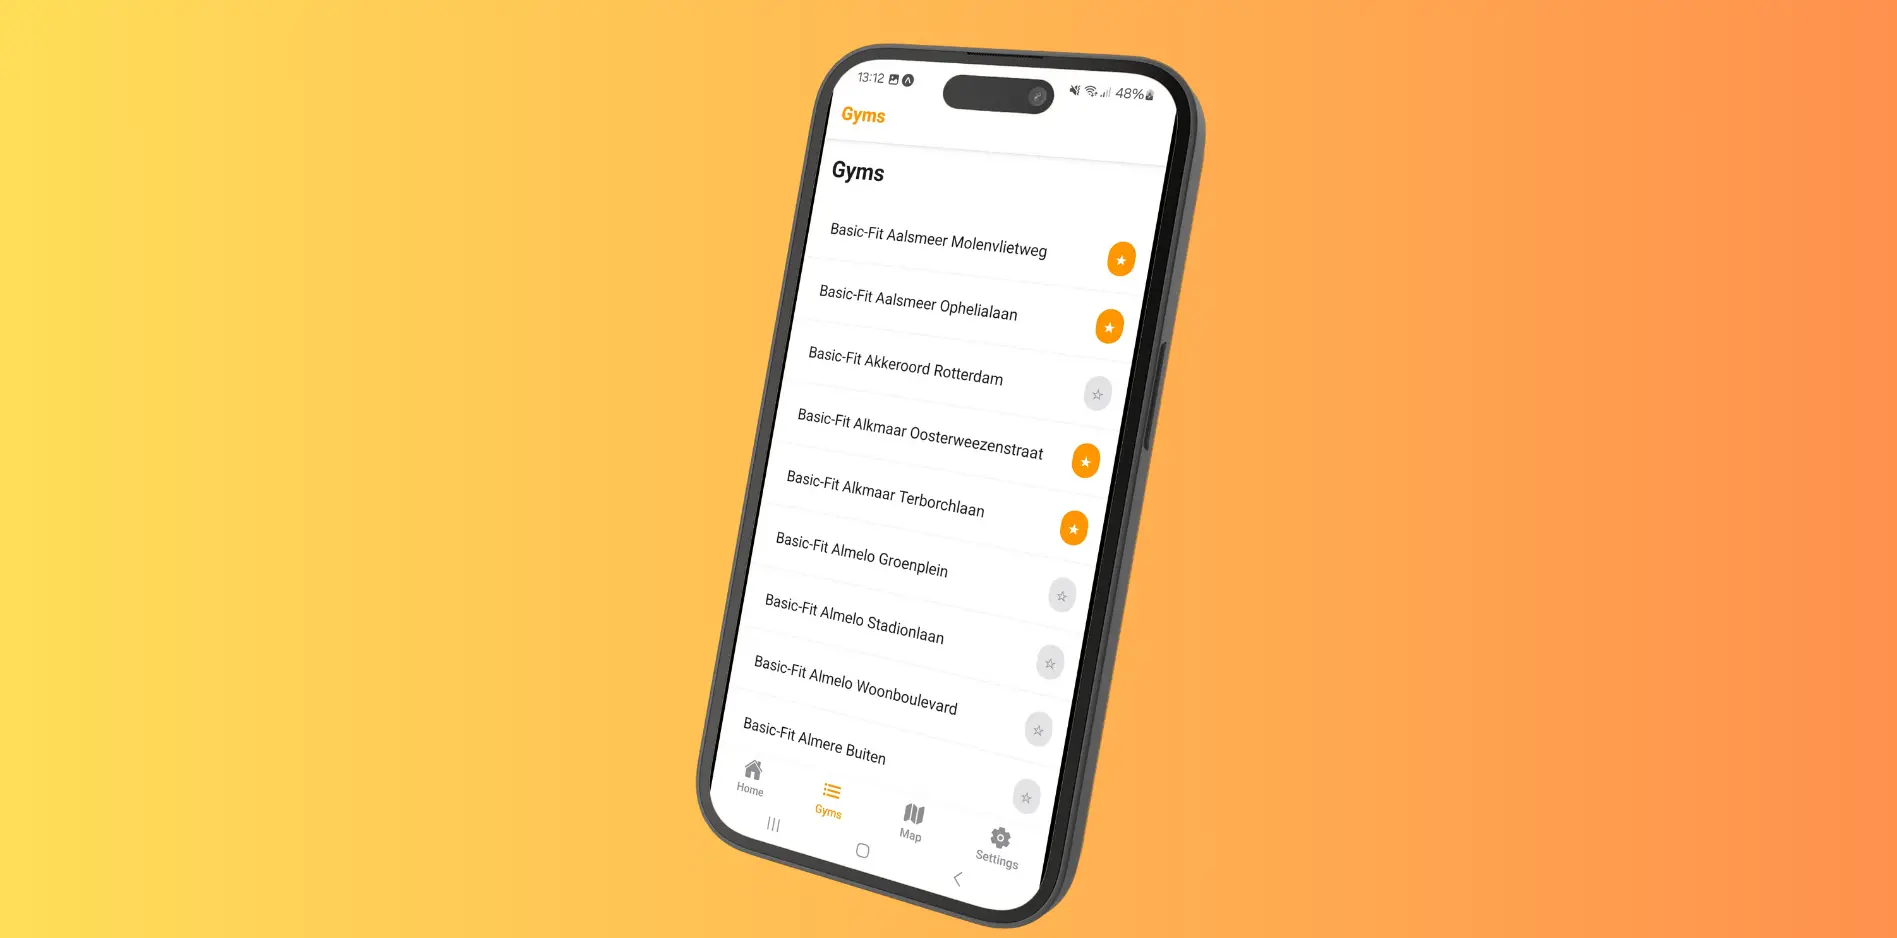 13:12
48%
Gyms
Gyms
Basic-Fit Aalsmeer Molenvlietweg
Basic-Fit Aalsmeer Ophelialaan
Basic-Fit Akkeroord Rotterdam
Basic-Fit Alkmaar Oosterweezenstraat
Basic-Fit Alkmaar Terborchlaan
Basic-Fit Almelo Groenplein
Basic-Fit Almelo Stadionlaan
Basic-Fit Almelo Woonboulevard
Basic-Fit Almere Buiten
Home
Gyms
Map
Settings